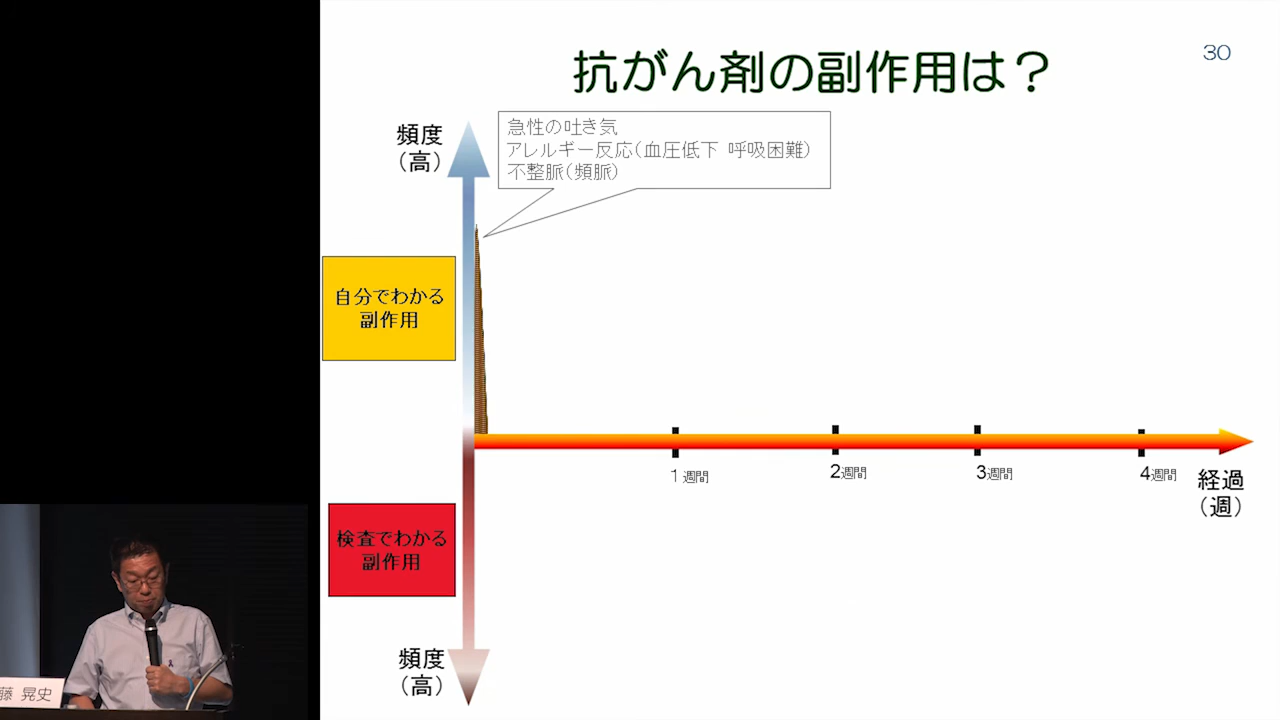 抗がん剤の副作用は？
30
頻度
（高）
急性の吐き気
アレルギー反応（血圧低下 呼吸困難）
不整脈（頻脈）
自分でわかる
副作用
1週間
2週間
3週間
4週間
経過
（週）
検査でわかる
副作用
頻度
（高）
藤 晃史